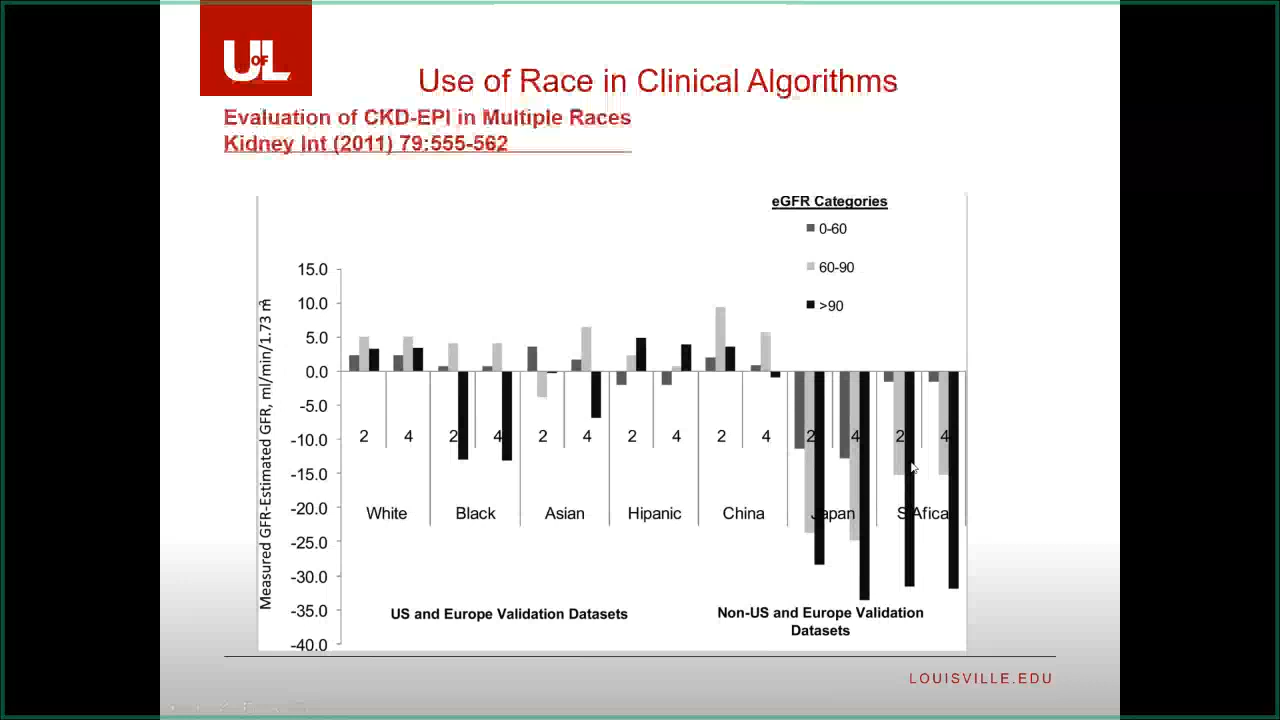 U OF L
Use of Race in Clinical Algorithms
Evaluation of CKD-EPI in Multiple Races
Kidney Int (2011) 79:555-562
eGFR Categories
0-60
60-90
>90
Measured GFR-Estimated GFR, ml/min/1.73 m²
15.0
10.0
5.0
0.0
-5.0
-10.0
-15.0
-20.0
-25.0
-30.0
-35.0
-40.0
2 4 2 4 2 4 2 4 2 4 2 4 2 4
White Black Asian Hipanic China Japan S Africa
US and Europe Validation Datasets
Non-US and Europe Validation
Datasets
LOUISVILLE.EDU